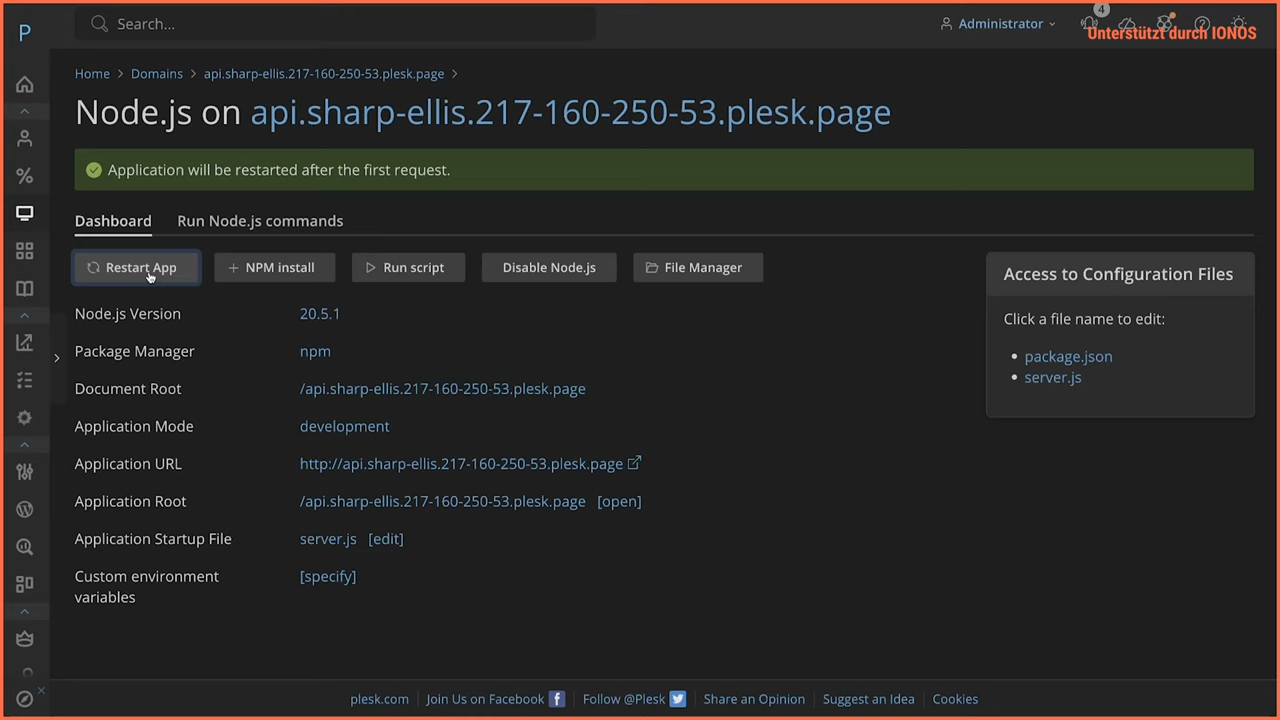 P
Search...
Administrator
4
Unterstützt durch IONOS
Home > Domains > api.sharp-ellis.217-160-250-53.plesk.page >
Node.js on api.sharp-ellis.217-160-250-53.plesk.page
Application will be restarted after the first request.
Dashboard
Run Node.js commands
Restart App
+ NPM install
Run script
Disable Node.js
File Manager
Node.js Version 20.5.1
Package Manager npm
Document Root /api.sharp-ellis.217-160-250-53.plesk.page
Application Mode development
Application URL http://api.sharp-ellis.217-160-250-53.plesk.page
Application Root /api.sharp-ellis.217-160-250-53.plesk.page [open]
Application Startup File server.js [edit]
Custom environment [specify]
variables
Access to Configuration Files
Click a file name to edit:
• package.json
• server.js
plesk.com Join Us on Facebook Follow @Plesk Share an Opinion Suggest an Idea Cookies